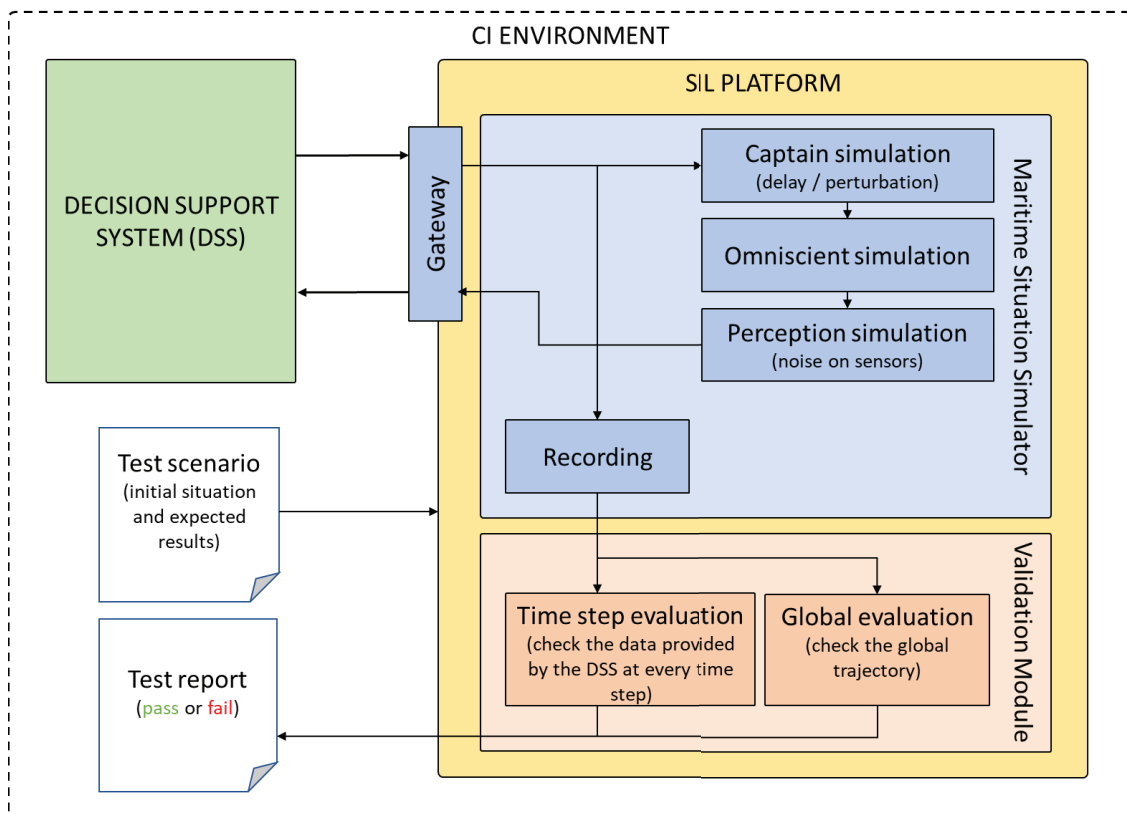 CI ENVIRONMENT
DECISION SUPPORT
SYSTEM (DSS)
SIL PLATFORM
Gateway
Captain simulation
(delay / perturbation)
Omniscient simulation
Perception simulation
(noise on sensors)
Maritime Situation Simulator
Recording
Test scenario
(initial situation
and expected
results)
Time step evaluation
(check the data provided
by the DSS at every time
step)
Global evaluation
(check the global
trajectory)
Validation Module
Test report
(pass or fail)